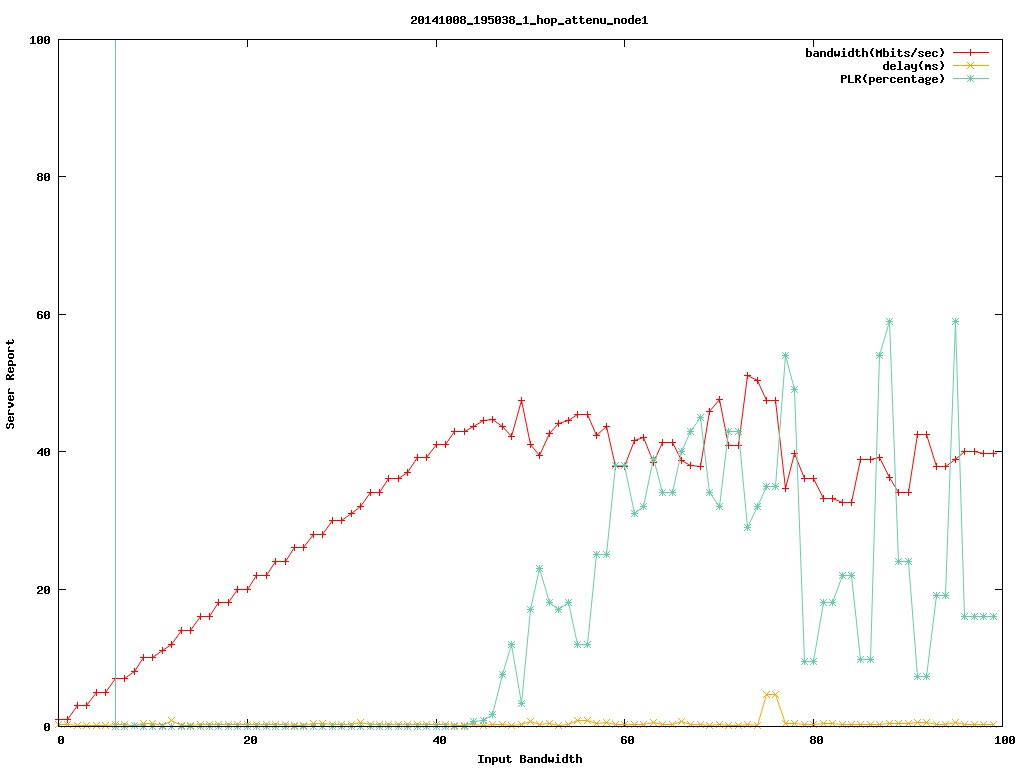 20141008_195038_1_hop_attenu_node1
bandwidth(Mbits/sec)
delay(ms)
PLR(percentage)
100
80
60
40
20
0
Server Report
0 20 40 60 80 100
Input Bandwidth